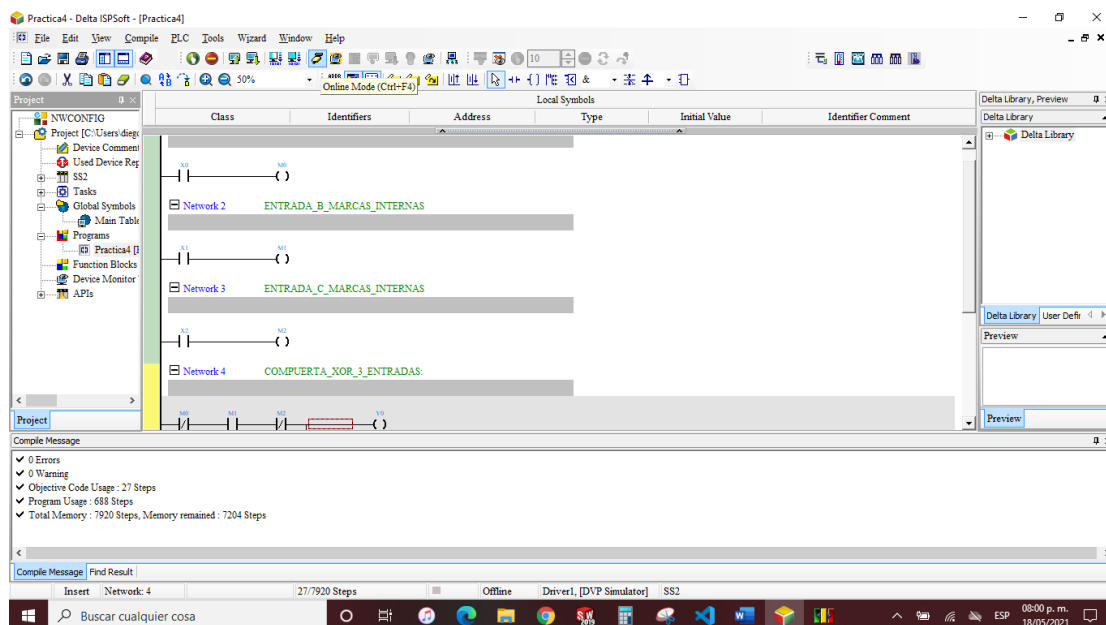 Practica4 - Delta ISPSoft - [Practica4]
File Edit View Compile PLC Tools Wizard Window Help
10
50%
Online Mode (Ctrl+F4)
Project
NWCONFIG
Project [C:\Users\diego
Device Comment
Used Device Rep
SS2
Tasks
Global Symbols
Main Table
Programs
Practica4 [P
Function Blocks
Device Monitor
APIs
Project
Local Symbols
Class Identifiers Address Type Initial Value Identifier Comment
X0 M0
Network 2 ENTRADA_B_MARCAS_INTERNAS
X1 M1
Network 3 ENTRADA_C_MARCAS_INTERNAS
X2 M2
Network 4 COMPUERTA_XOR_3_ENTRADAS:
M0 M1 M2 Y0
Delta Library, Preview
Delta Library
Delta Library
Delta Library User Defir
Preview
Preview
Compile Message
0 Errors
0 Warning
Objective Code Usage : 27 Steps
Program Usage : 688 Steps
Total Memory : 7920 Steps, Memory remained : 7204 Steps
Compile Message Find Result
Insert Network: 4 27/7920 Steps Offline Driver1, [DVP Simulator] SS2
Buscar cualquier cosa
ESP
08:00 p. m.
18/05/2021